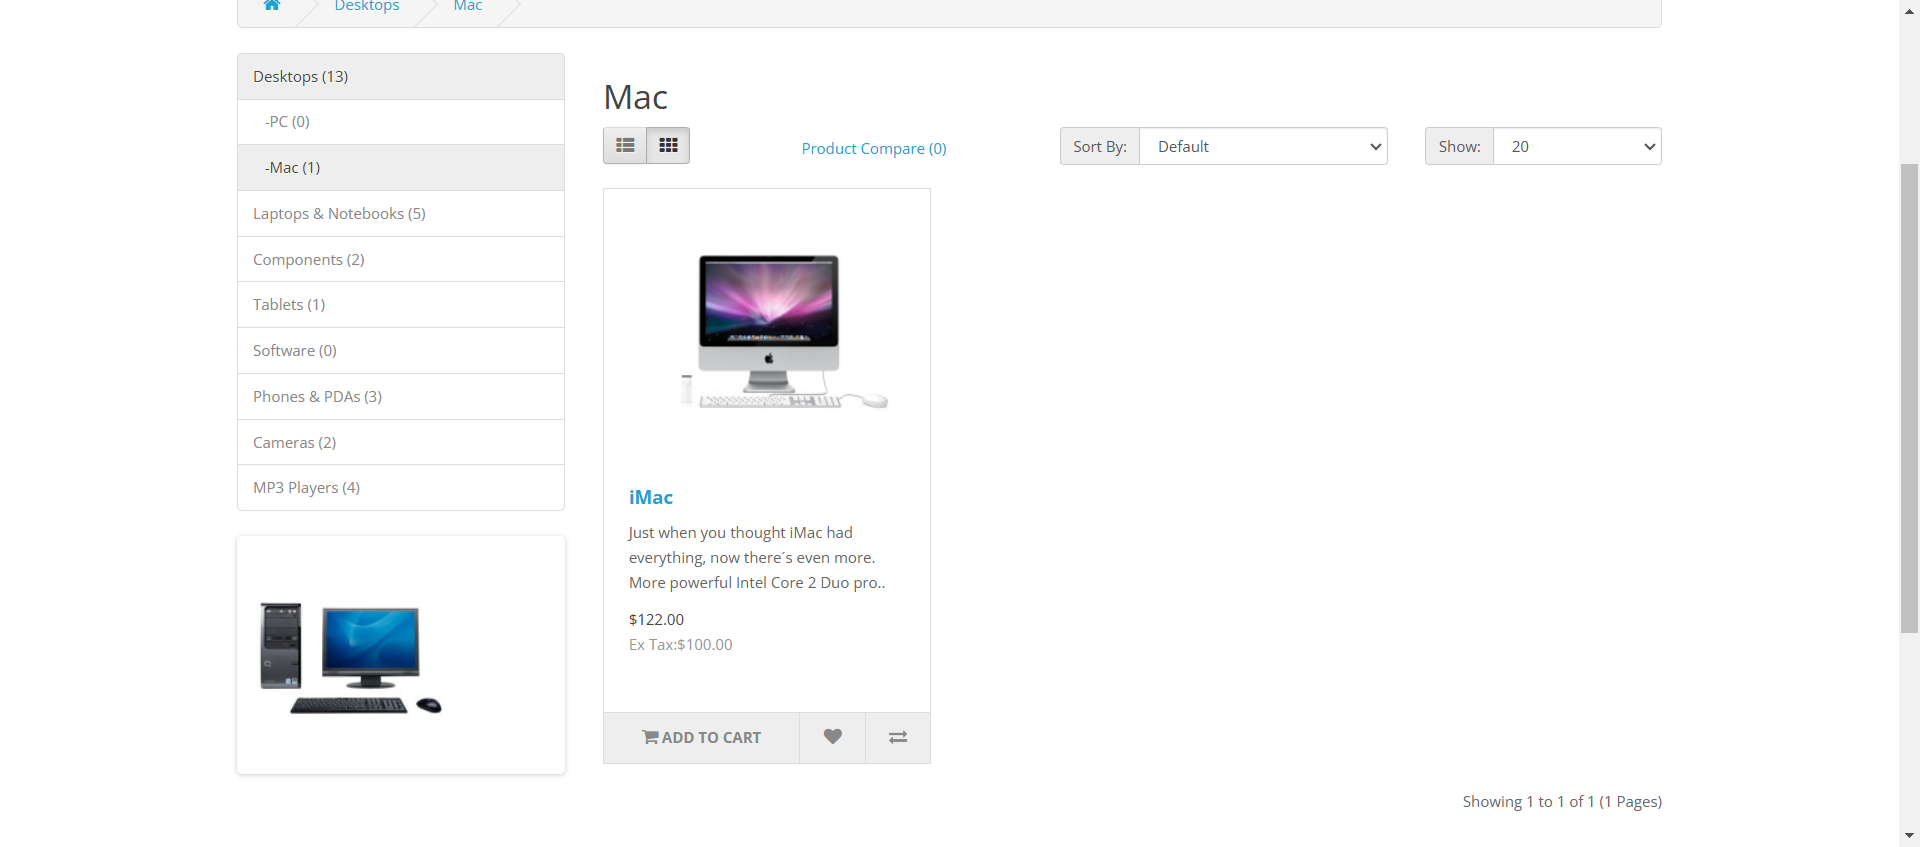 Desktops
Mac
Desktops (13)
-PC (0)
-Mac (1)
Laptops & Notebooks (5)
Components (2)
Tablets (1)
Software (0)
Phones & PDAs (3)
Cameras (2)
MP3 Players (4)
Mac
Product Compare (0)
Sort By:
Default
Show:
20
iMac
Just when you thought iMac had
everything, now there´s even more.
More powerful Intel Core 2 Duo pro..
$122.00
Ex Tax:$100.00
ADD TO CART
Showing 1 to 1 of 1 (1 Pages)